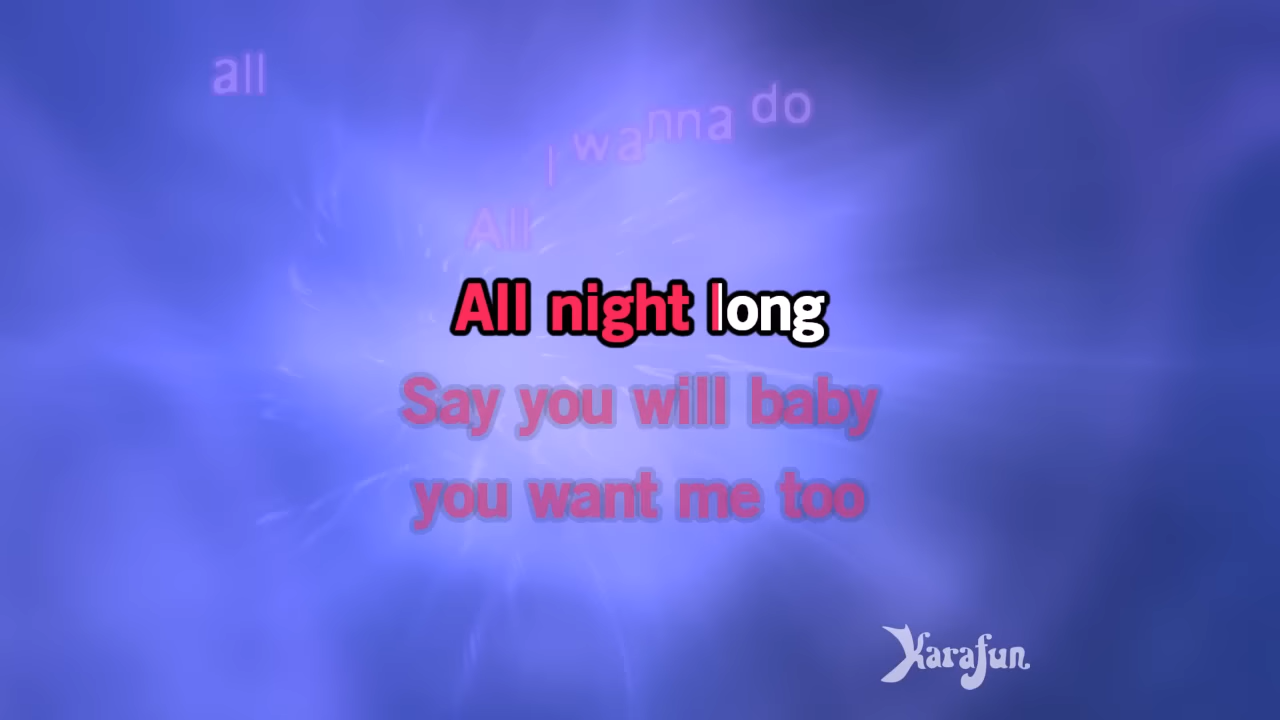 all
I wanna do
All
All night long
Say you will baby
you want me too
Karafun